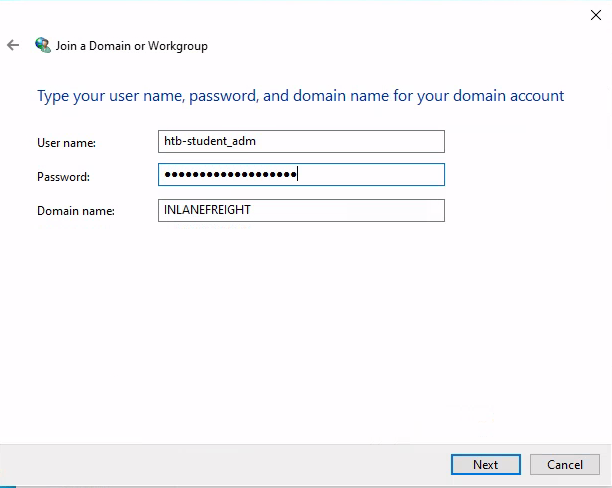 Join a Domain or Workgroup
Type your user name, password, and domain name for your domain account
User name: htb-student_adm
Password: ●●●●●●●●●●●●●●●●●●●
Domain name: INLANEFREIGHT
Next Cancel